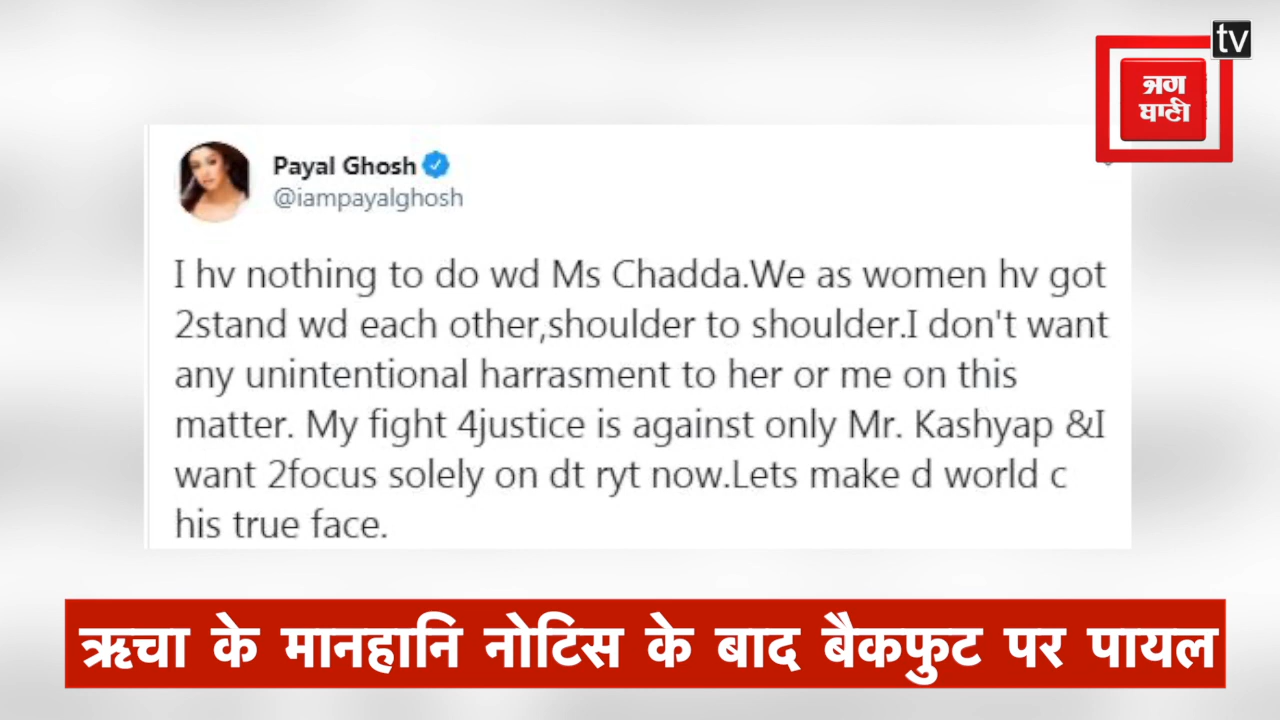 tv
ਜਗ
ਬਾਣੀ
Payal Ghosh
@iampayalghosh
I hv nothing to do wd Ms Chadda.We as women hv got
2stand wd each other,shoulder to shoulder.I don't want
any unintentional harrasment to her or me on this
matter. My fight 4justice is against only Mr. Kashyap &I
want 2focus solely on dt ryt now.Lets make d world c
his true face.
ऋचा के मानहानि नोटिस के बाद बैकफुट पर पायल